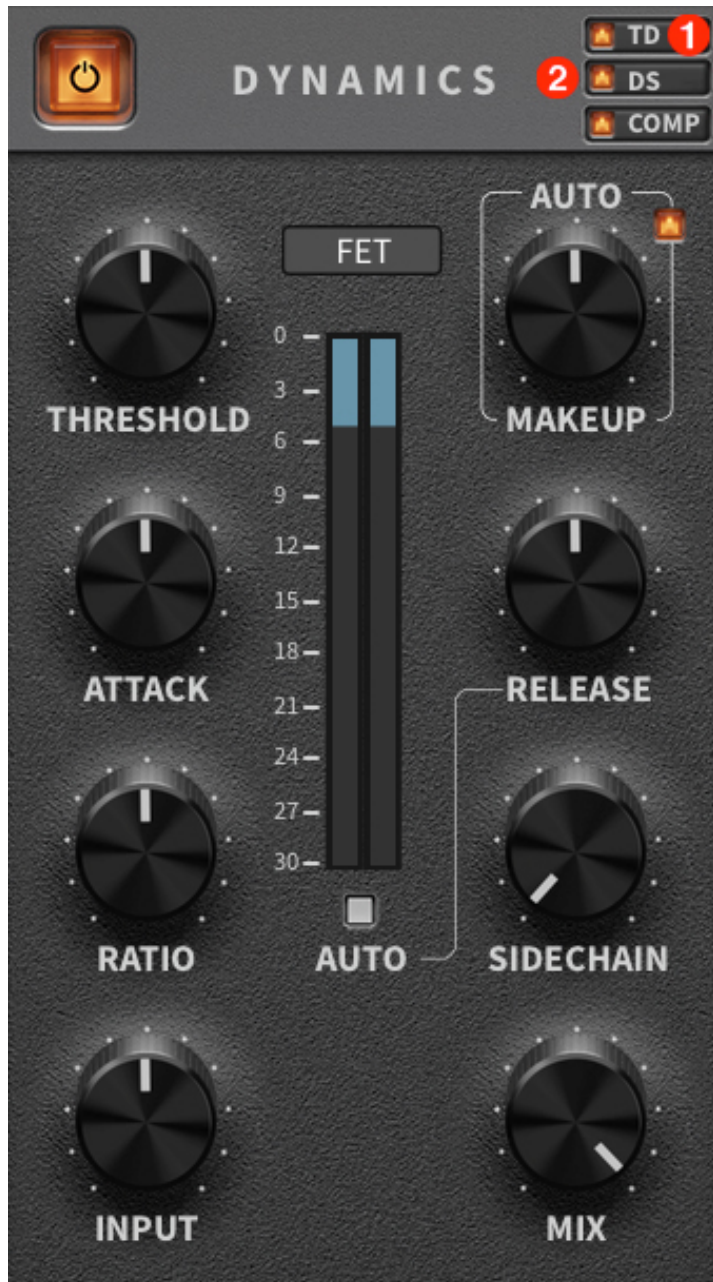 TD 1
DYNAMICS
2 DS
COMP
AUTO
FET
0
3
THRESHOLD
MAKEUP
6
9
12
15
18
ATTACK
RELEASE
21
24
27
30
RATIO
AUTO
SIDECHAIN
INPUT
MIX